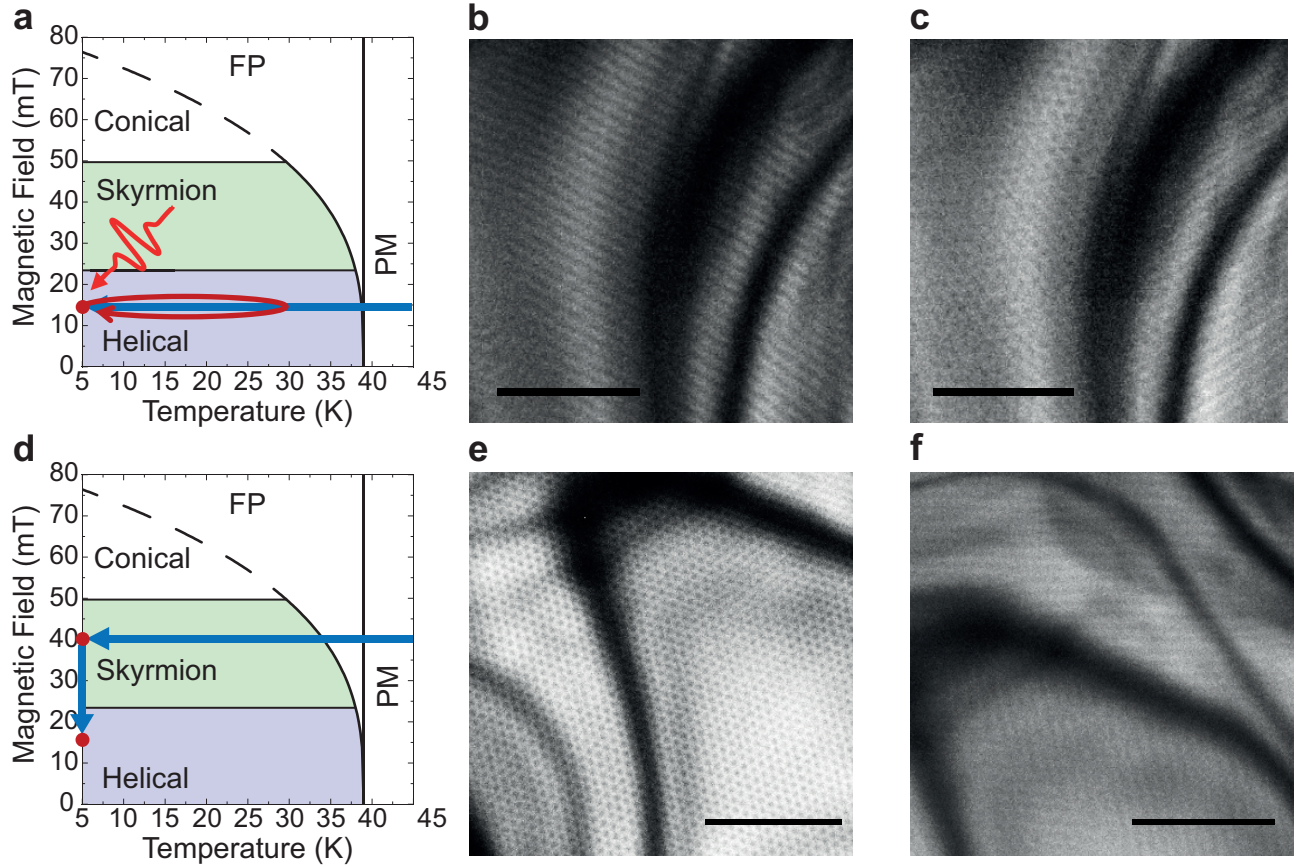 a
b
c
80
70
60
50
40
30
20
10
0
Magnetic Field (mT)
FP
Conical
Skyrmion
Helical
PM
5 10 15 20 25 30 35 40 45
Temperature (K)
d
e
f
80
70
60
50
40
30
20
10
0
Magnetic Field (mT)
FP
Conical
Skyrmion
Helical
PM
5 10 15 20 25 30 35 40 45
Temperature (K)